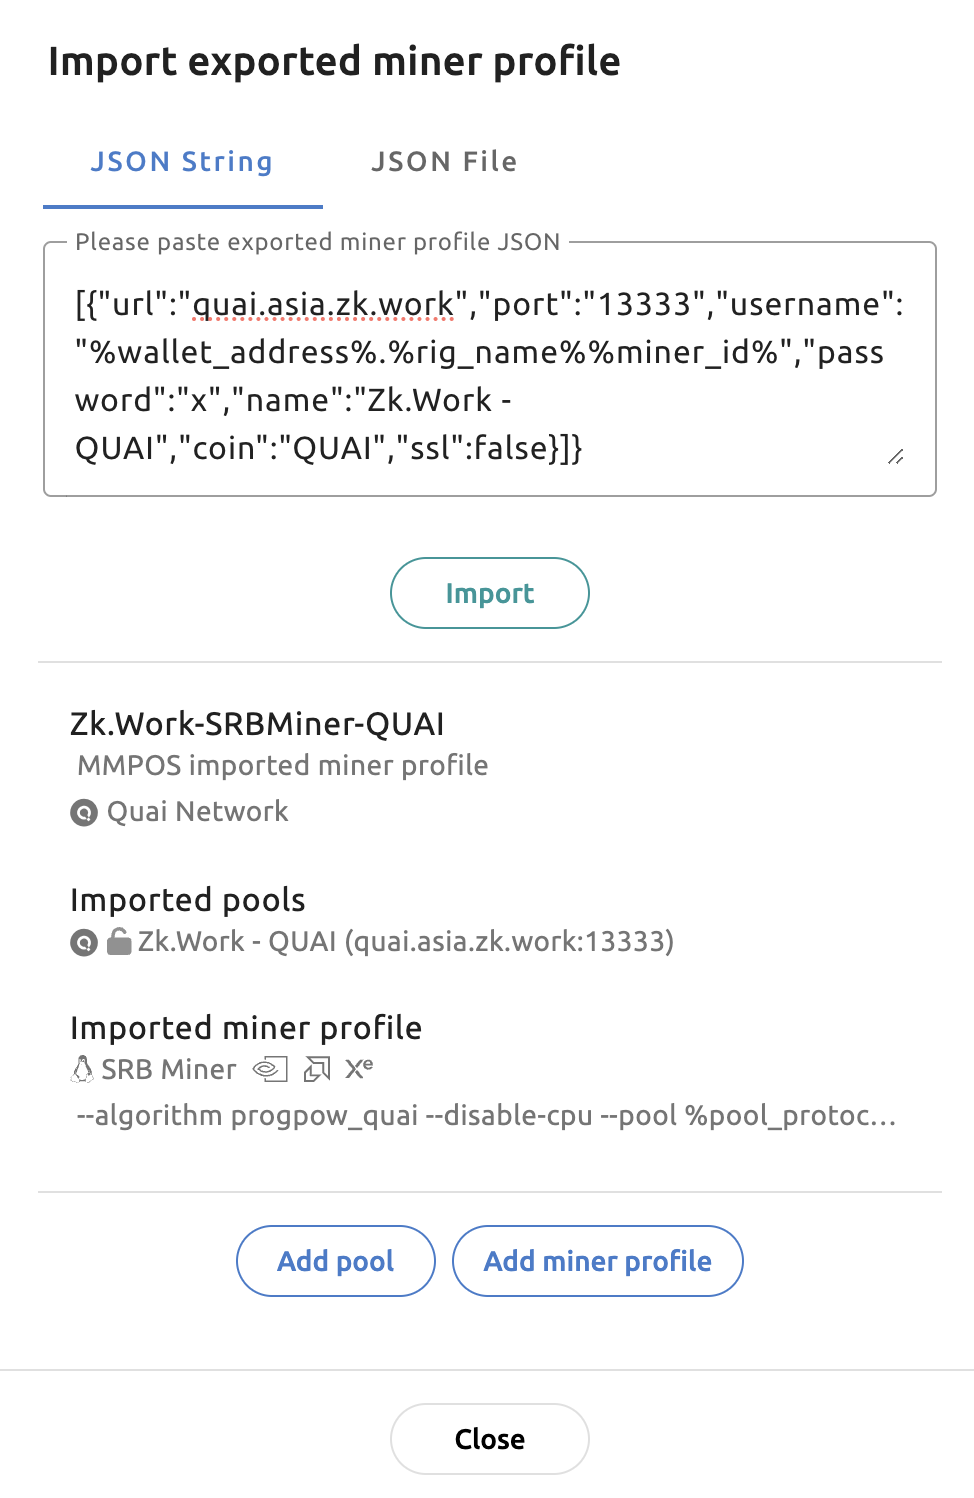 Import exported miner profile
JSON String
JSON File
Please paste exported miner profile JSON
[{"url":"quai.asia.zk.work","port":"13333","username":
"%wallet_address%.%rig_name%%miner_id%","pass
word":"x","name":"Zk.Work -
QUAI","coin":"QUAI","ssl":false}]}
Import
Zk.Work-SRBMiner-QUAI
MMPOS imported miner profile
Quai Network
Imported pools
Zk.Work - QUAI (quai.asia.zk.work:13333)
Imported miner profile
SRB Miner Xe
--algorithm progpow_quai --disable-cpu --pool %pool_protoc...
Add pool
Add miner profile
Close